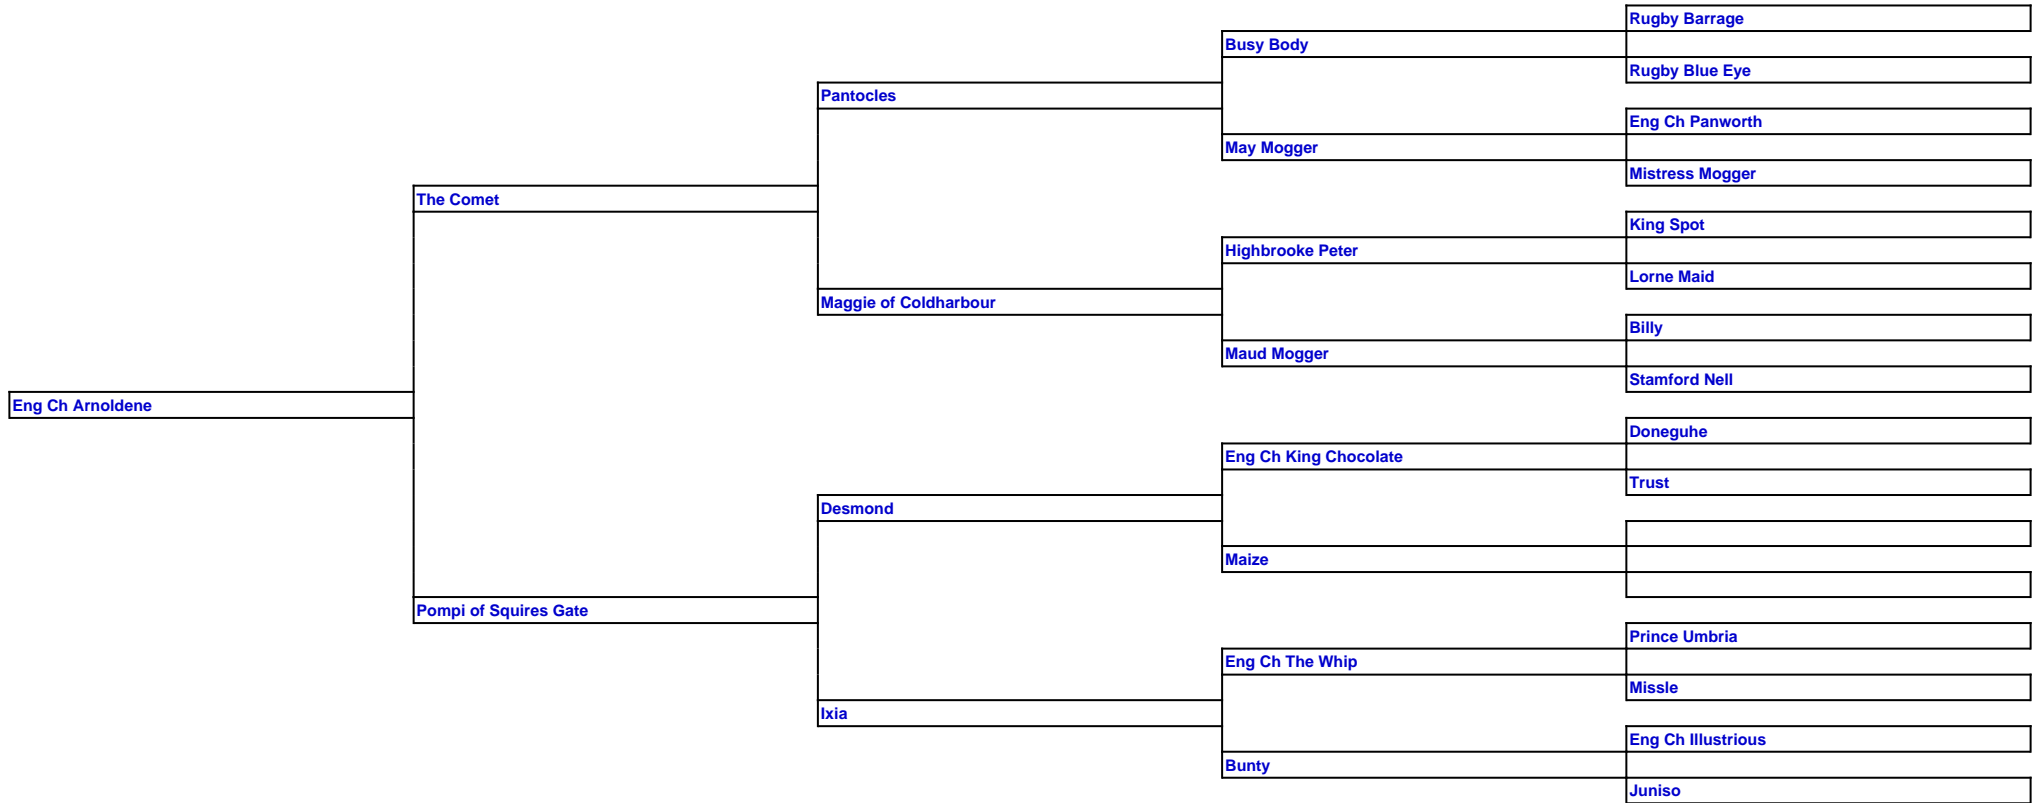 Rugby Barrage
Busy Body
Rugby Blue Eye
Pantocles
Eng Ch Panworth
May Mogger
Mistress Mogger
The Comet
King Spot
Highbrooke Peter
Lorne Maid
Maggie of Coldharbour
Billy
Maud Mogger
Stamford Nell
Eng Ch Arnoldene
Doneguhe
Eng Ch King Chocolate
Trust
Desmond
Maize
Pompi of Squires Gate
Prince Umbria
Eng Ch The Whip
Missle
Ixia
Eng Ch Illustrious
Bunty
Juniso